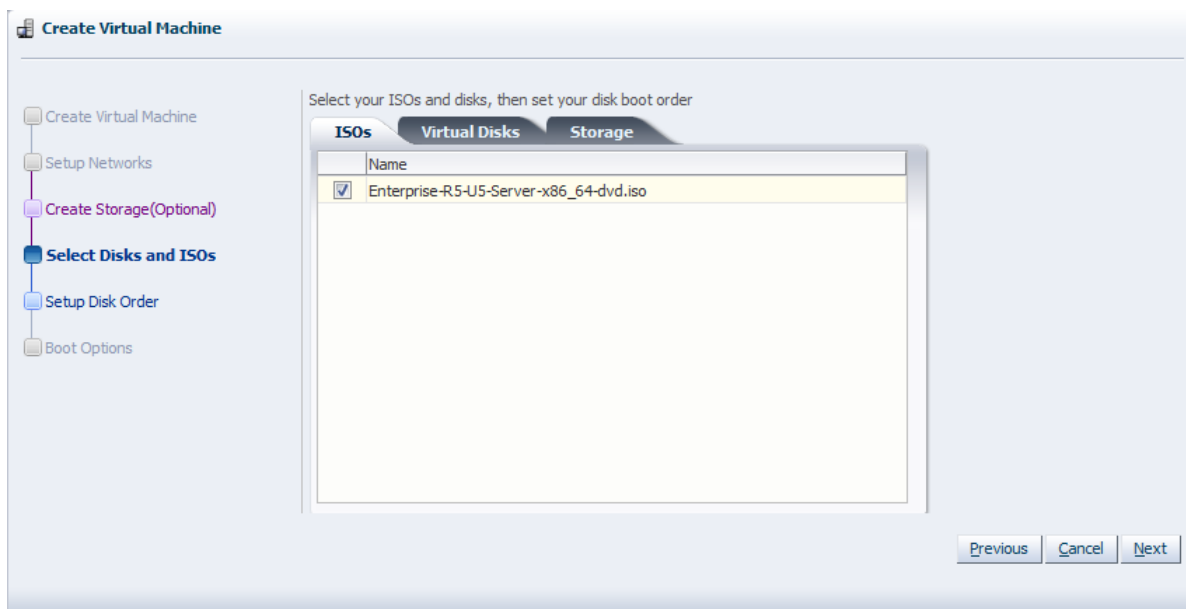 Create Virtual Machine
Create Virtual Machine
Setup Networks
Create Storage(Optional)
Select Disks and ISOs
Setup Disk Order
Boot Options
Select your ISOs and disks, then set your disk boot order
ISOs Virtual Disks Storage
Name
Enterprise-R5-U5-Server-x86_64-dvd.iso
Previous Cancel Next